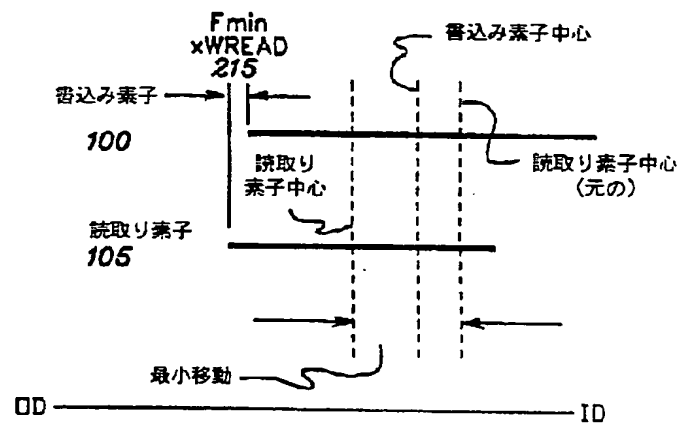 Fmin
xWREAD
215
書込み素子
100
書込み素子中心
読取り
素子中心
読取り素子中心
(元の)
読取り素子
105
最小移動
OD
ID